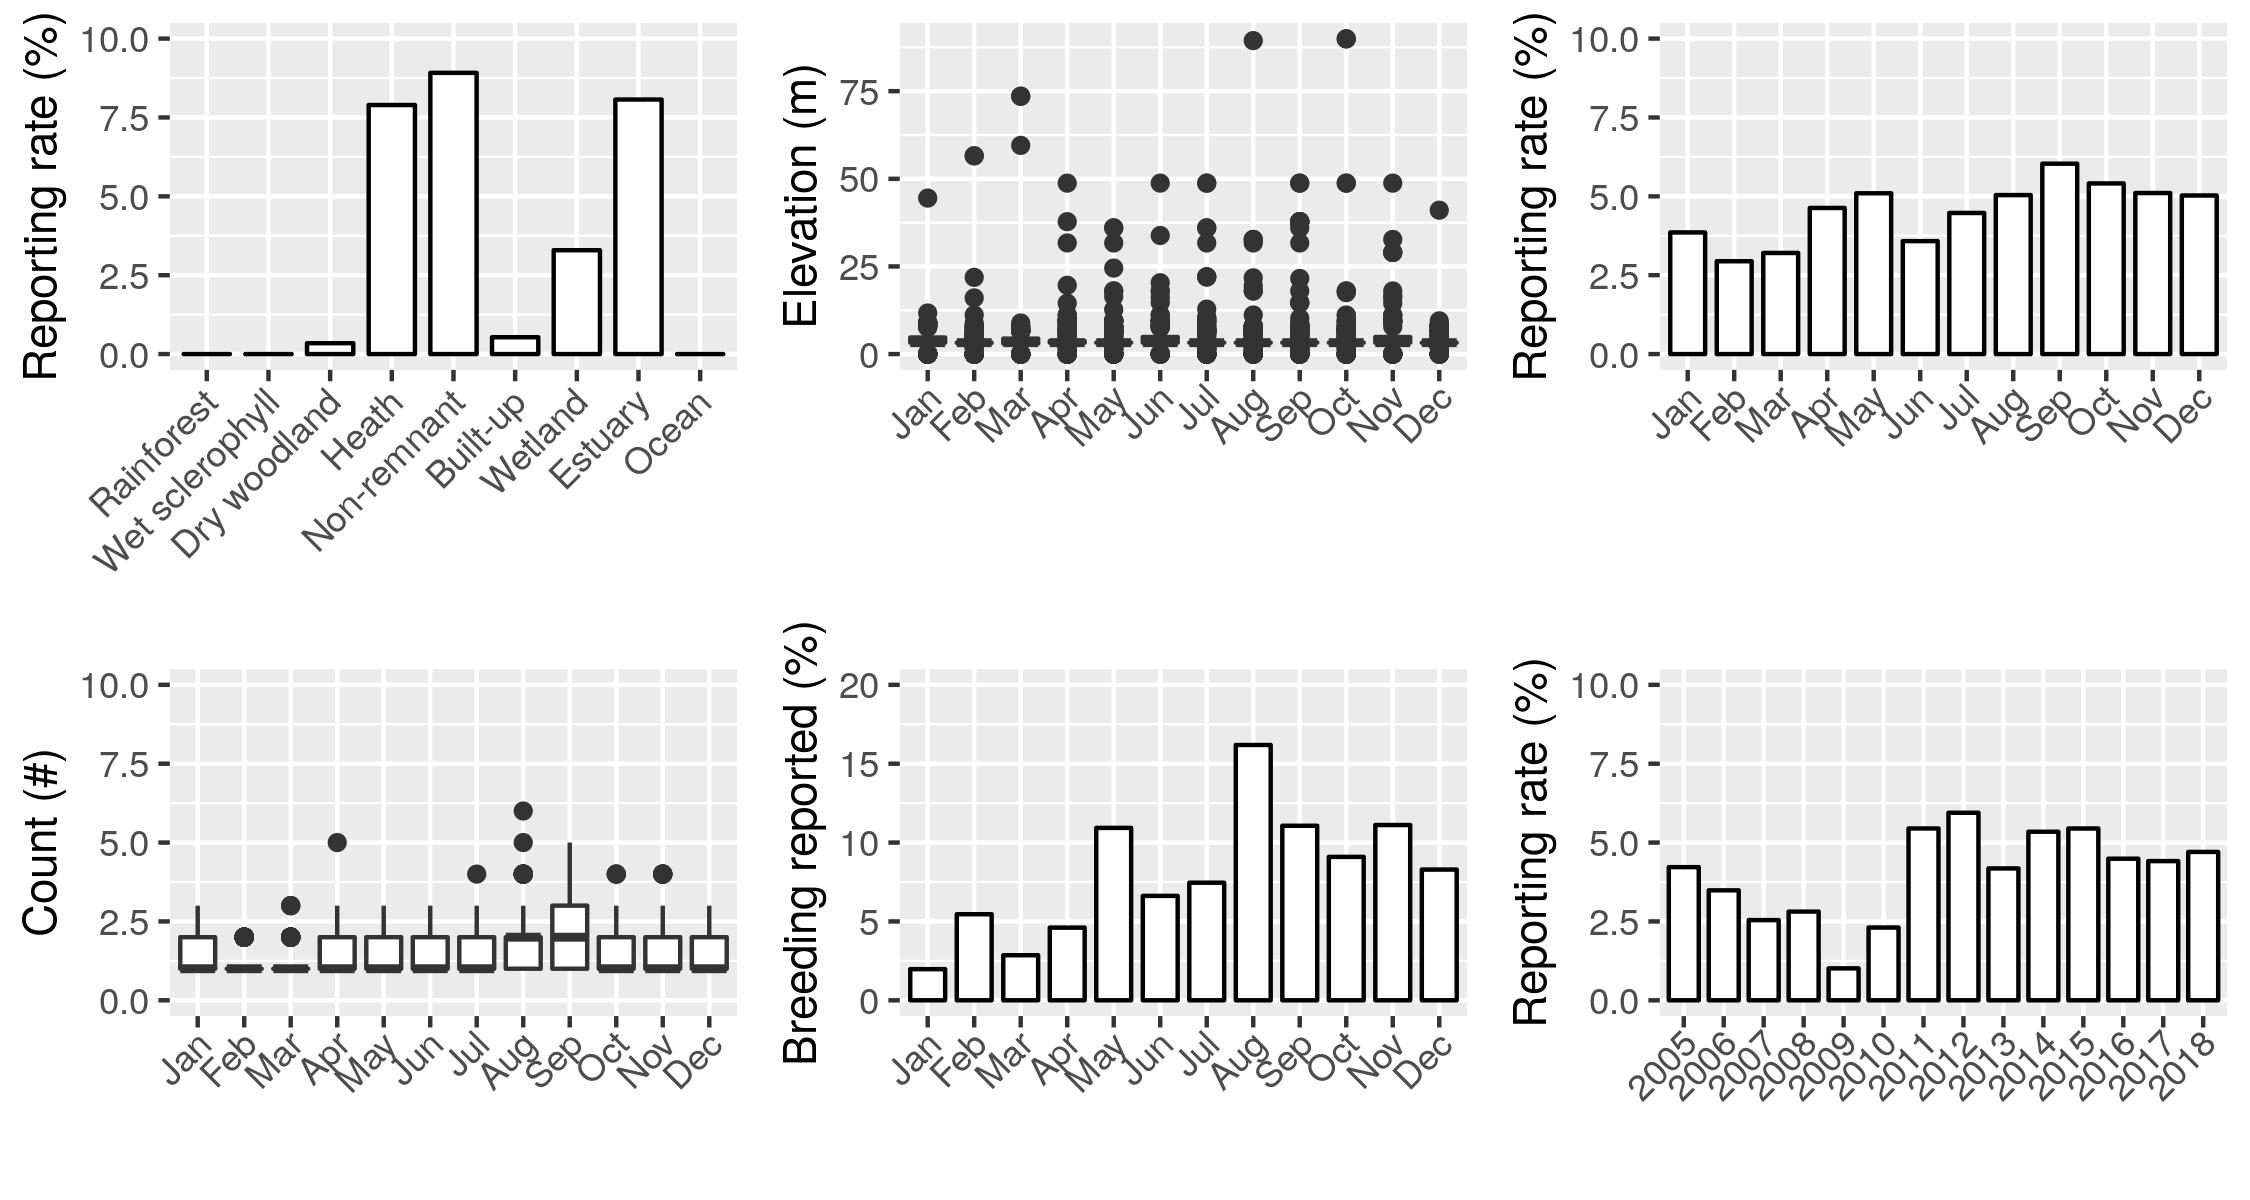 Reporting rate (%)
10.0
7.5
5.0
2.5
0.0
Rainforest
Wet sclerophyll
Dry woodland
Heath
Non-remnant
Built-up
Wetland
Estuary
Ocean
Elevation (m)
75
50
25
0
Jan
Feb
Mar
Apr
May
Jun
Jul
Aug
Sep
Oct
Nov
Dec
Reporting rate (%)
10.0
7.5
5.0
2.5
0.0
Jan
Feb
Mar
Apr
May
Jun
Jul
Aug
Sep
Oct
Nov
Dec
Count (#)
10.0
7.5
5.0
2.5
0.0
Jan
Feb
Mar
Apr
May
Jun
Jul
Aug
Sep
Oct
Nov
Dec
Breeding reported (%)
20
15
10
5
0
Jan
Feb
Mar
Apr
May
Jun
Jul
Aug
Sep
Oct
Nov
Dec
Reporting rate (%)
10.0
7.5
5.0
2.5
0.0
2005
2006
2007
2008
2009
2010
2011
2012
2013
2014
2015
2016
2017
2018